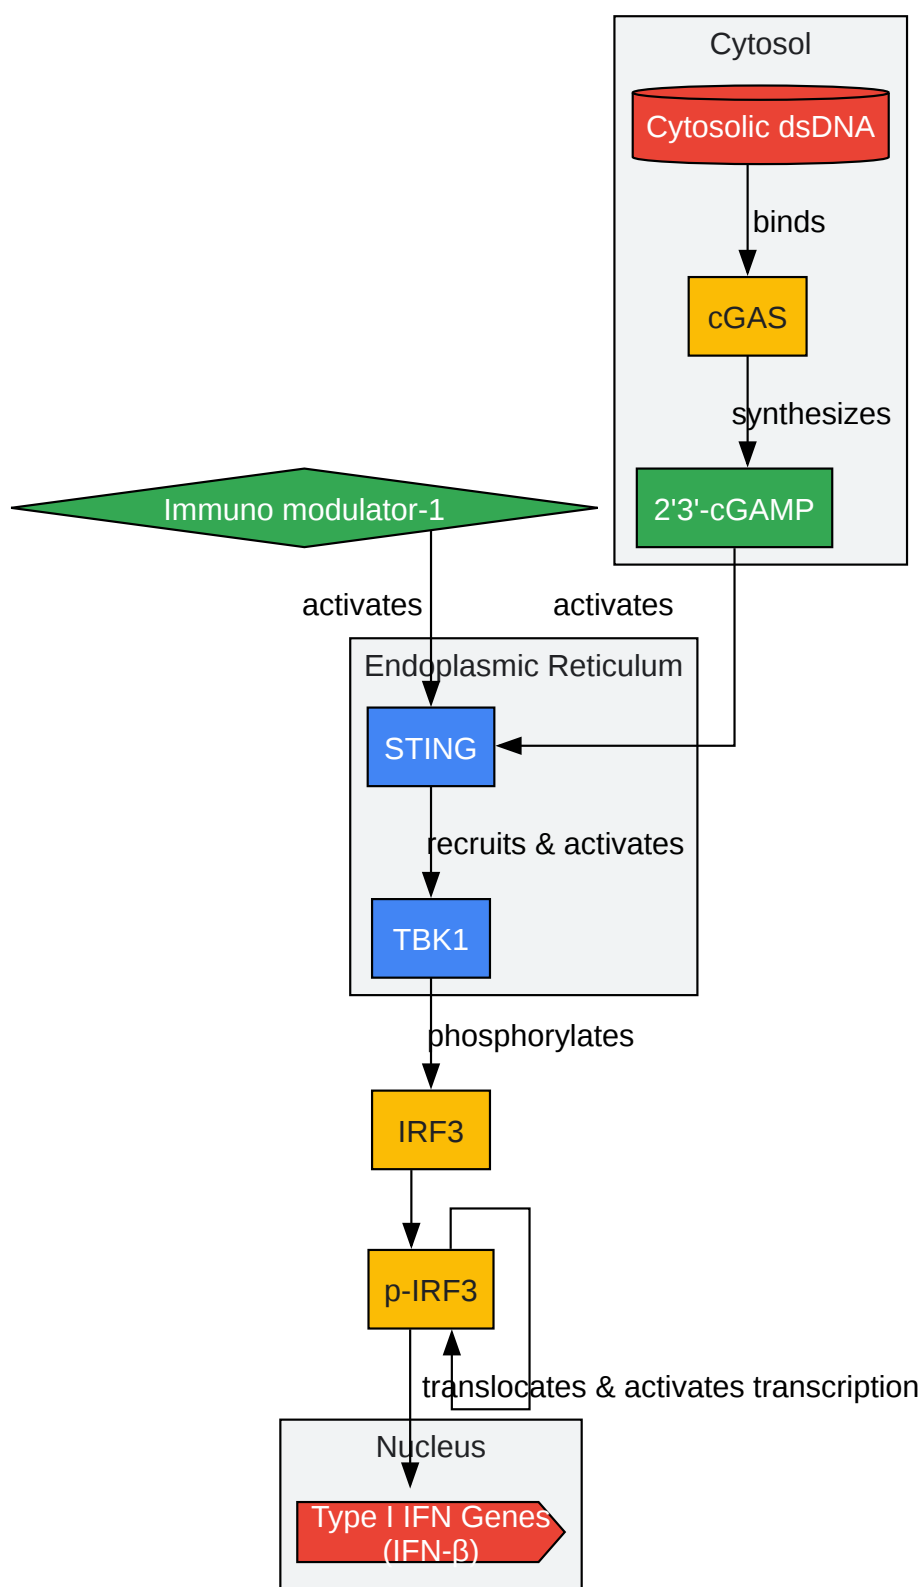 Cytosol
Cytosolic dsDNA
binds
cGAS
synthesizes
Immuno modulator-1
2'3'-cGAMP
activates
activates
Endoplasmic Reticulum
STING
recruits & activates
TBK1
phosphorylates
IRF3
p-IRF3
translocates & activates transcription
Nucleus
Type I IFN Genes
(IFN-β)